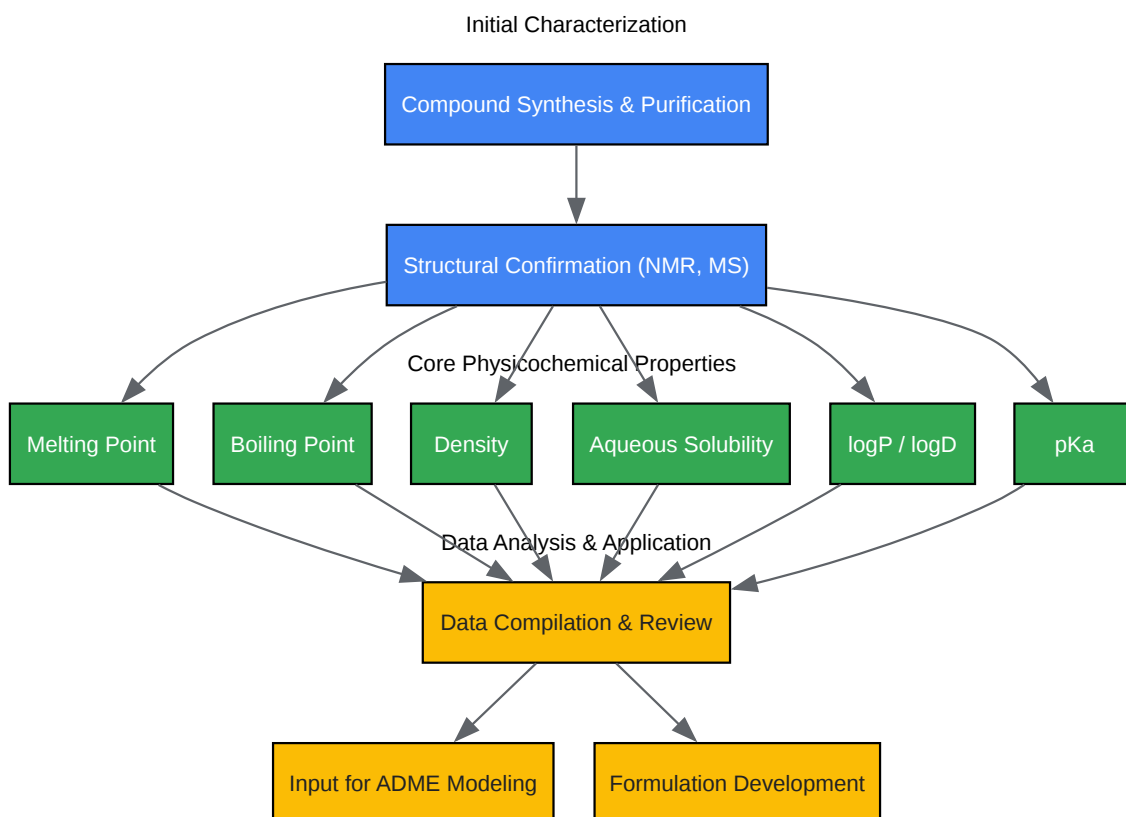 Initial Characterization
Compound Synthesis & Purification
Structural Confirmation (NMR, MS)
Core Physicochemical Properties
Melting Point
Boiling Point
Density
Aqueous Solubility
logP / logD
pKa
Data Analysis & Application
Data Compilation & Review
Input for ADME Modeling
Formulation Development